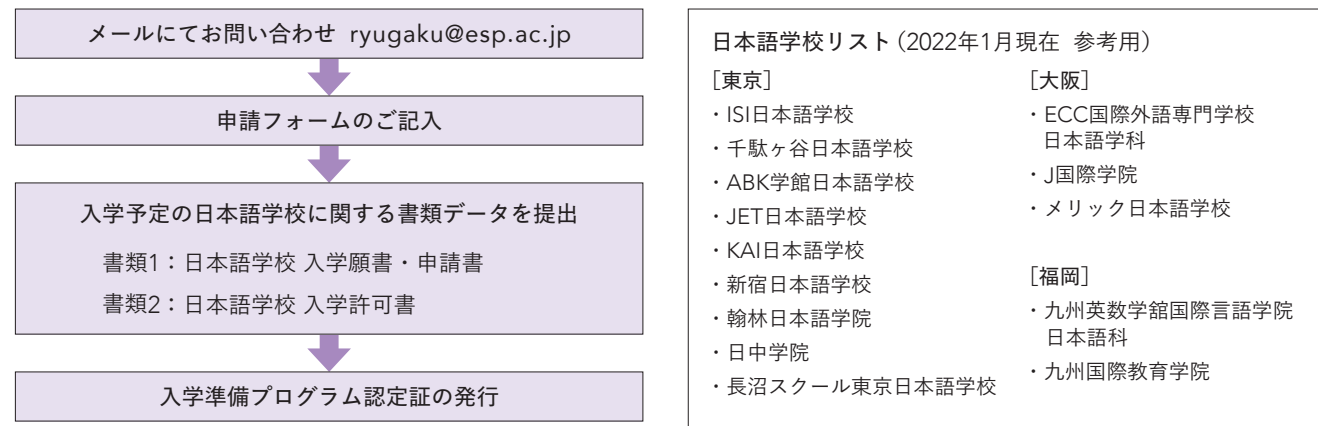 メールにてお問い合わせ ryugaku@esp.ac.jp
申請フォームのご記入
入学予定の日本語学校に関する書類データを提出
書類1：日本語学校 入学願書・申請書
書類2：日本語学校 入学許可書
入学準備プログラム認定証の発行
日本語学校リスト（2022年1月現在 参考用）
［東京］
・ISI日本語学校
・千駄ヶ谷日本語学校
・ABK学館日本語学校
・JET日本語学校
・KAI日本語学校
・新宿日本語学校
・翰林日本語学院
・日中学院
・長沼スクール東京日本語学校
［大阪］
・ECC国際外語専門学校
日本語学科
・J国際学院
・メリック日本語学校
［福岡］
・九州英数学舘国際言語学院
日本語科
・九州国際教育学院